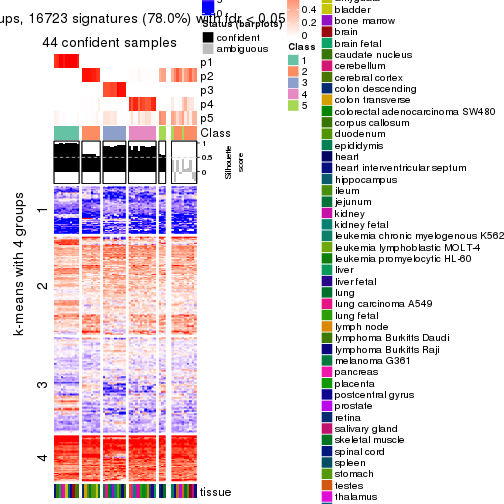 ups, 16723 signatures (78.0%) with fdr < 0.05
44 confident samples
p1
p2
p3
p4
p5
Class
1
0.5
0
Silhouette
score
k-means with 4 groups
1
2
3
4
tissue
0
Status (barplots)
confident
ambiguous
0.4
0.2
0
Class
1
2
3
4
5
bladder
bone marrow
brain
brain fetal
caudate nucleus
cerebellum
cerebral cortex
colon descending
colon transverse
colorectal adenocarcinoma SW480
corpus callosum
duodenum
epididymis
heart
heart interventricular septum
hippocampus
ileum
jejunum
kidney
kidney fetal
leukemia chronic myelogenous K562
leukemia lymphoblastic MOLT-4
leukemia promyelocytic HL-60
liver
liver fetal
lung
lung carcinoma A549
lung fetal
lymph node
lymphoma Burkitts Daudi
lymphoma Burkitts Raji
melanoma G361
pancreas
placenta
postcentral gyrus
prostate
retina
salivary gland
skeletal muscle
spinal cord
spleen
stomach
testes
thalamus